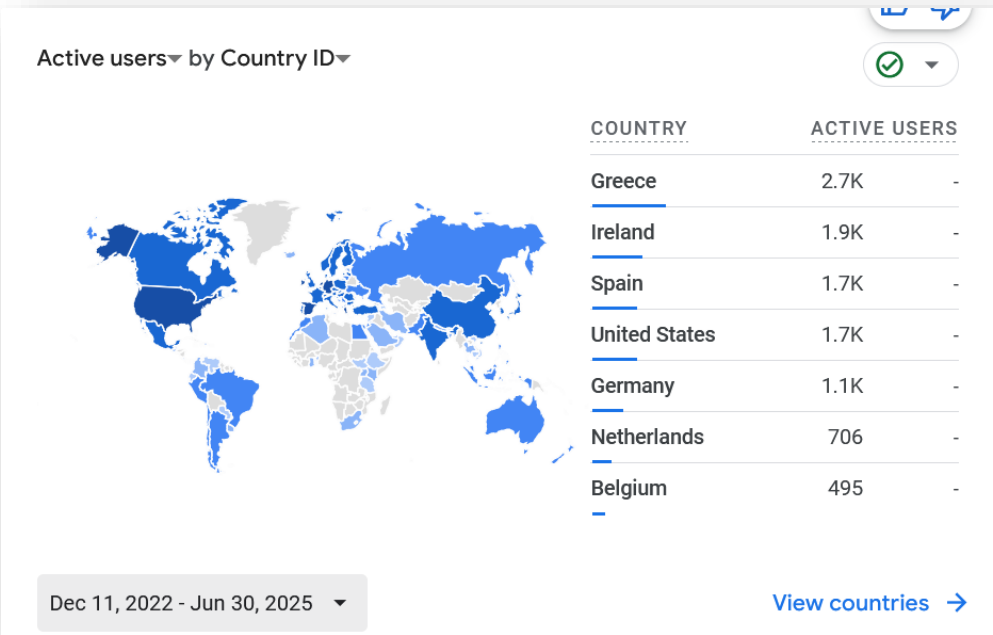 Active users by Country ID
COUNTRY ACTIVE USERS
Greece 2.7K -
Ireland 1.9K -
Spain 1.7K -
United States 1.7K -
Germany 1.1K -
Netherlands 706 -
Belgium 495 -
Dec 11, 2022 - Jun 30, 2025
View countries